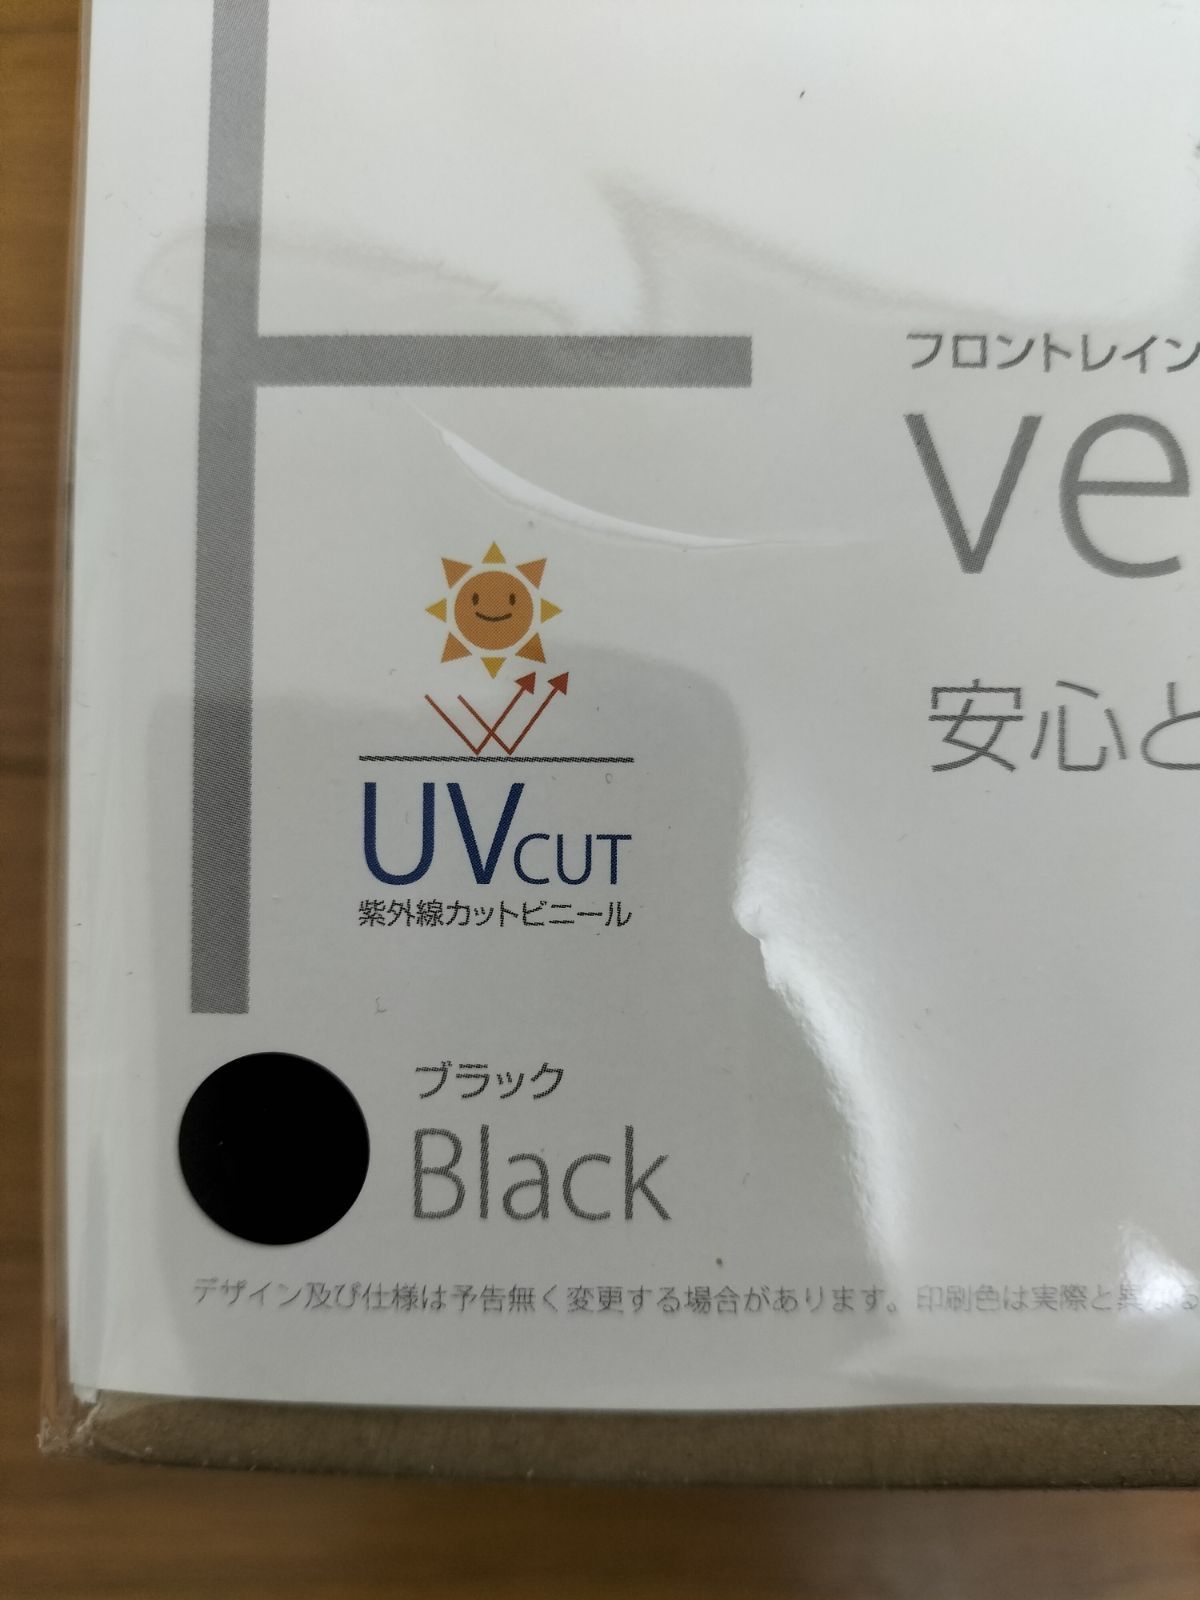 フロントレイン
ve
安心と
UVCUT
紫外線カットビニール
ブラック
Black
デザイン及び仕様は予告無く変更する場合があります。印刷色は実際と異なる